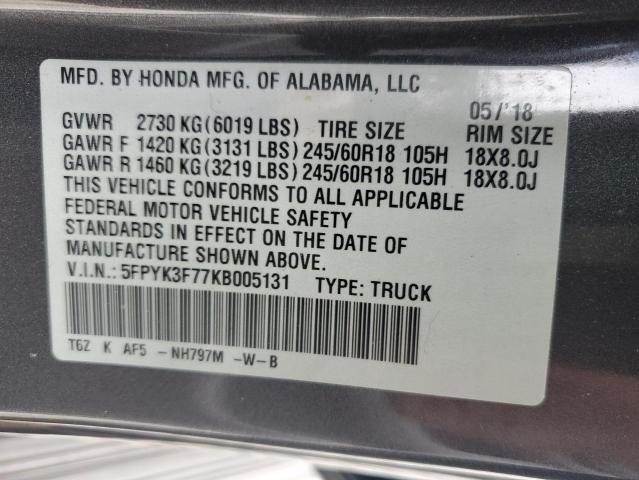 MFD. BY HONDA MFG. OF ALABAMA, LLC
05/'18
GVWR 2730 KG(6019 LBS) TIRE SIZE RIM SIZE
GAWR F 1420 KG(3131 LBS) 245/60R18 105H 18X8.0J
GAWR R 1460 KG(3219 LBS) 245/60R18 105H 18X8.0J
THIS VEHICLE CONFORMS TO ALL APPLICABLE
FEDERAL MOTOR VEHICLE SAFETY
STANDARDS IN EFFECT ON THE DATE OF
MANUFACTURE SHOWN ABOVE.
V.I.N.: 5FPYK3F77KB005131 TYPE: TRUCK
T6Z K AF5 -NH797M -W-B